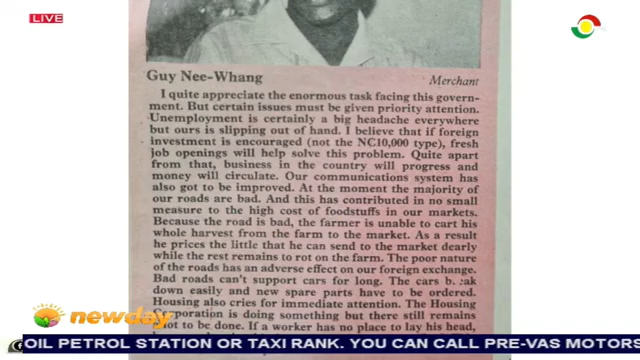 LIVE
Guy Nee-Whang
Merchant
I quite appreciate the enormous task facing this govern-
ment. But certain issues must be given priority attention.
Unemployment is certainly a big headache everywhere
but ours is slipping out of hand. I believe that if foreign
investment is encouraged (not the N₵10,000 type), fresh
job openings will help solve this problem. Quite apart
from that, business in the country will progress and
money will circulate. Our communications system has
also got to be improved. At the moment the majority of
our roads are bad. And this has contributed in no small
measure to the high cost of foodstuffs in our markets.
Because the road is bad, the farmer is unable to cart his
whole harvest from the farm to the market. As a result
he prices the little that he can send to the market dearly
while the rest remains to rot on the farm. The poor nature
of the roads has an adverse effect on our foreign exchange.
Bad roads can't support cars for long. The cars break
down easily and new spare parts have to be ordered.
Housing also cries for immediate attention. The Housing
Corporation is doing something but there still remains
lot to be done. If a worker has no place to lay his head,
newday
OIL PETROL STATION OR TAXI RANK. YOU CAN CALL PRE-VAS MOTORS